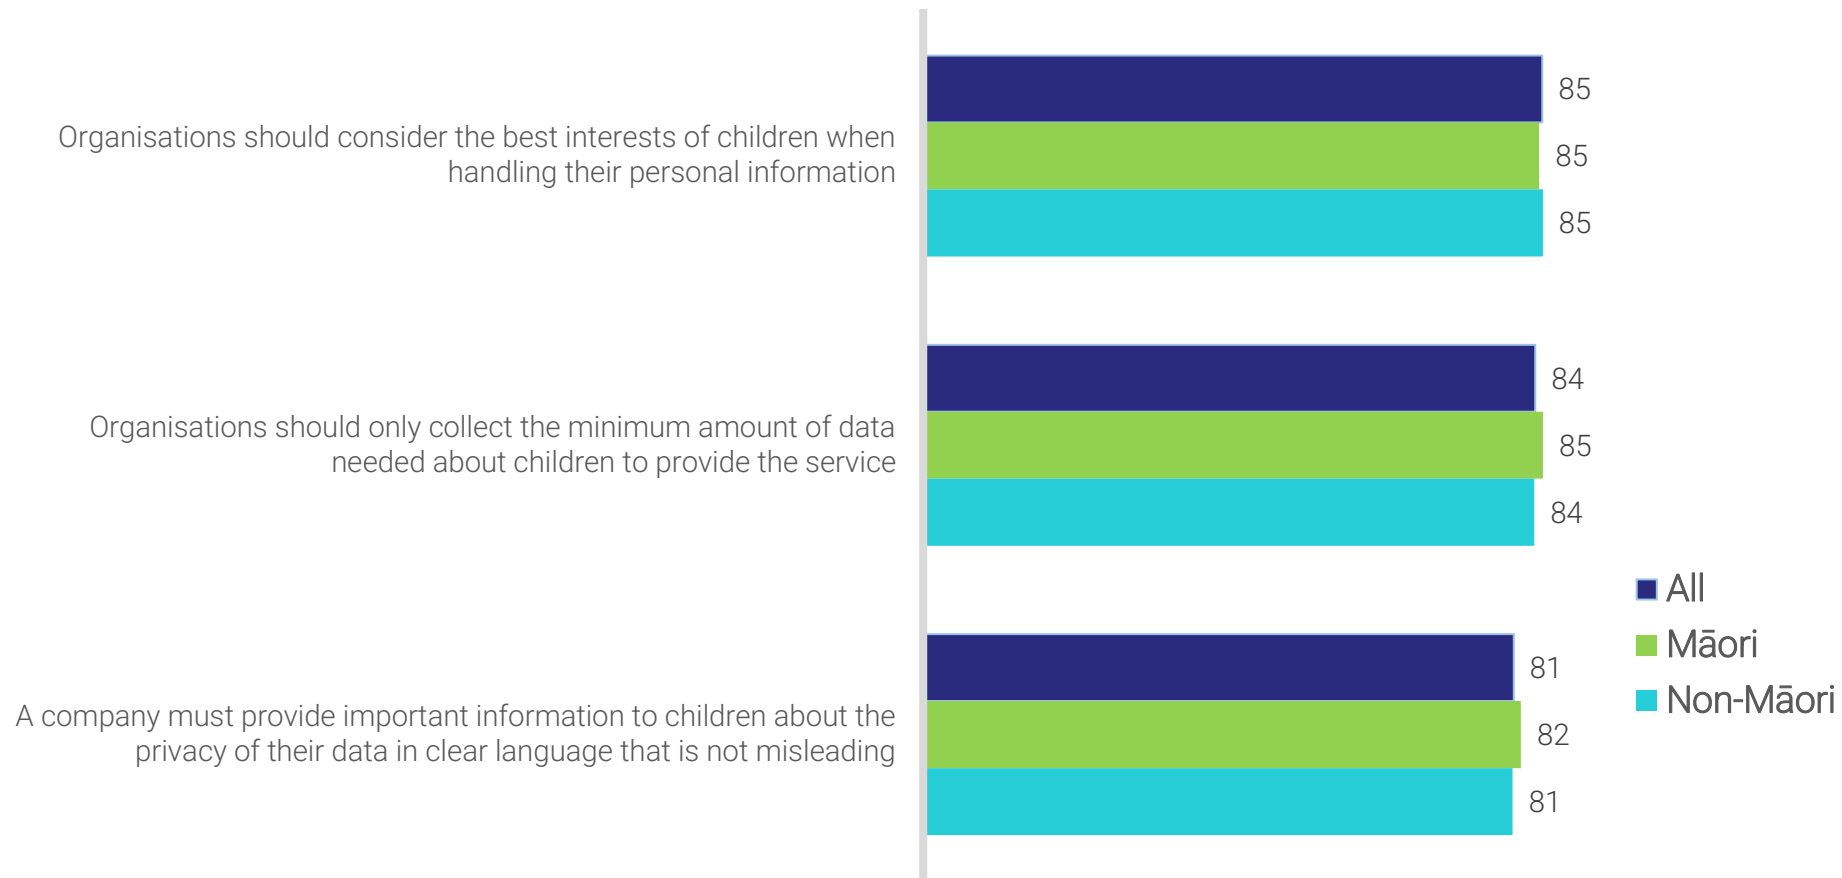 Organisations should consider the best interests of children when
handling their personal information
85
85
85
Organisations should only collect the minimum amount of data
needed about children to provide the service
84
85
84
A company must provide important information to children about the
privacy of their data in clear language that is not misleading
81
82
81
All
Māori
Non-Māori